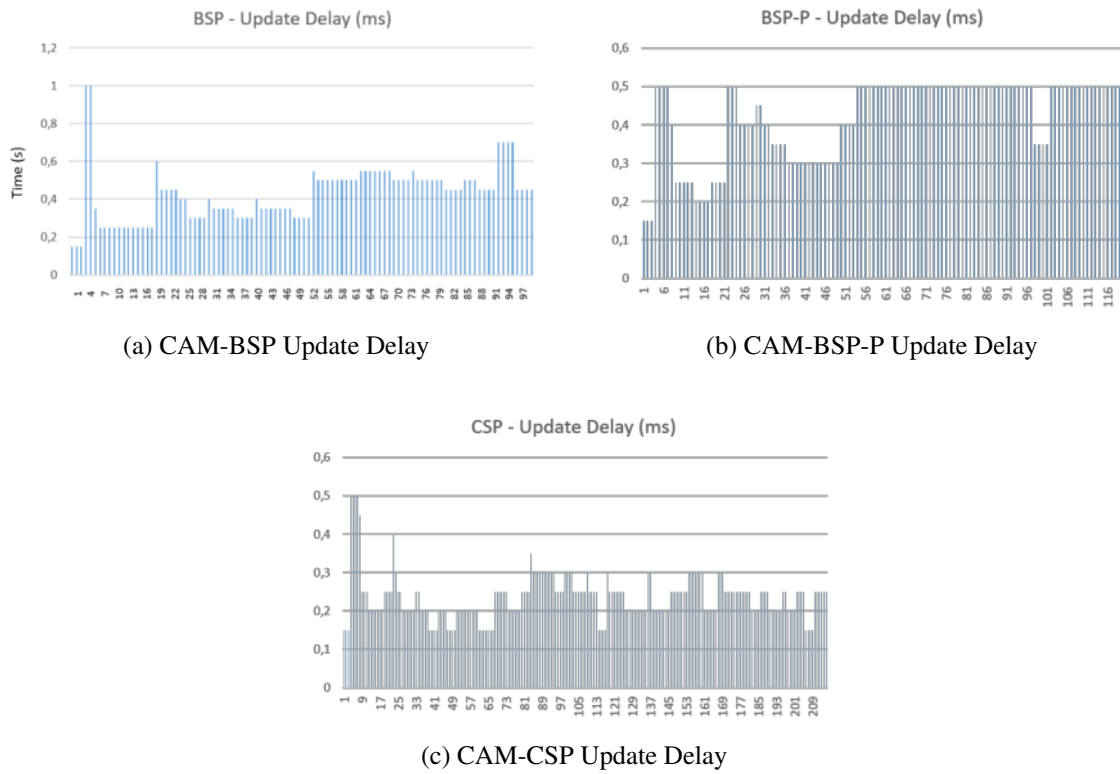 BSP - Update Delay (ms)
1,2
1
0,8
0,6
0,4
0,2
0
Time (s)
1 4 7 10 13 16 19 22 25 28 31 34 37 40 43 46 49 52 55 58 61 64 67 70 73 76 79 82 85 88 91 94 97
(a) CAM-BSP Update Delay
BSP-P - Update Delay (ms)
0,6
0,5
0,4
0,3
0,2
0,1
0
1 6 11 16 21 26 31 36 41 46 51 56 61 66 71 76 81 86 91 96 101 106 111 116
(b) CAM-BSP-P Update Delay
CSP - Update Delay (ms)
0,6
0,5
0,4
0,3
0,2
0,1
0
1 9 17 25 33 41 49 57 65 73 81 89 97 105 113 121 129 137 145 153 161 169 177 185 193 201 209
(c) CAM-CSP Update Delay